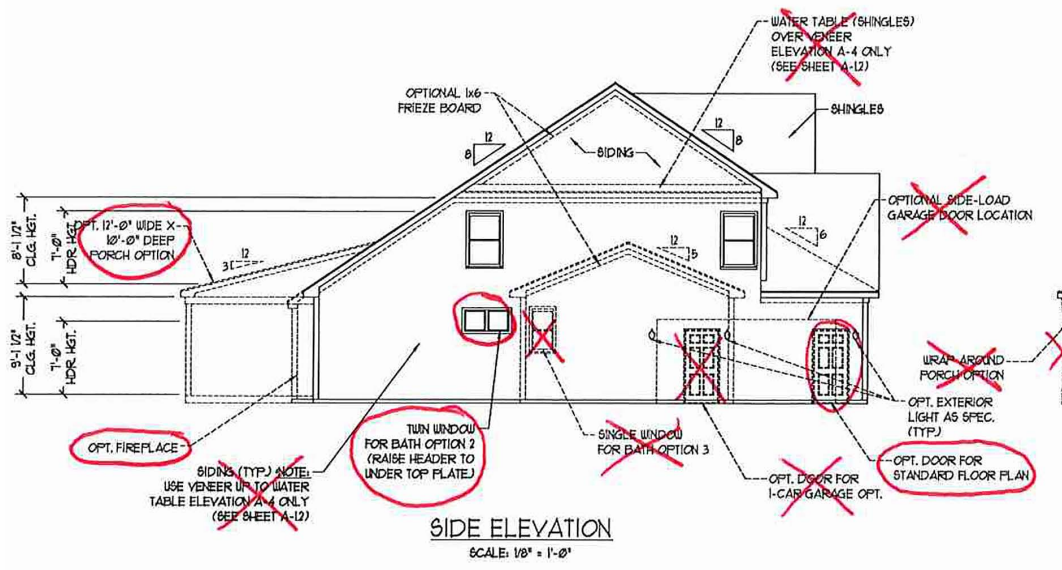 WATER TABLE (SHINGLES)
OVER VENEER
ELEVATION A-4 ONLY
(SEE SHEET A-12)
OPTIONAL 1x6
FRIEZE BOARD
SHINGLES
12
8
SIDING
12
8
OPTIONAL SIDE-LOAD
GARAGE DOOR LOCATION
8'-1 1/2"
CLG. HGT.
7'-0"
HDR. HGT.
OPT. 12'-0" WIDE X
10'-0" DEEP
PORCH OPTION
12
3
12
5
12
6
9'-1 1/2"
CLG. HGT.
7'-0"
HDR. HGT.
WRAP AROUND
PORCH OPTION
OPT. EXTERIOR
LIGHT AS SPEC.
(TYP.)
OPT. FIREPLACE
TWIN WINDOW
FOR BATH OPTION 2
(RAISE HEADER TO
UNDER TOP PLATE)
SINGLE WINDOW
FOR BATH OPTION 3
OPT. DOOR FOR
STANDARD FLOOR PLAN
SIDING (TYP.) NOTE:
USE VENEER UP TO WATER
TABLE ELEVATION A-4 ONLY
(SEE SHEET A-12)
OPT. DOOR FOR
1-CAR GARAGE OPT.
SIDE ELEVATION
SCALE: 1/8" = 1'-0"